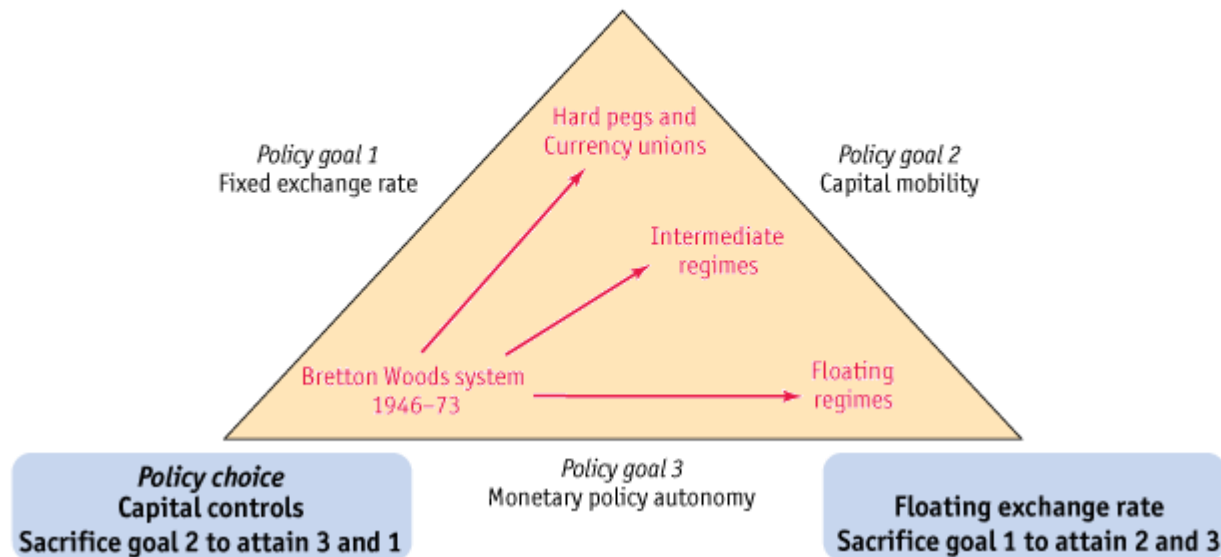 Hard pegs and
Currency unions
Policy goal 1
Fixed exchange rate
Policy goal 2
Capital mobility
Intermediate
regimes
Bretton Woods system
1946–73
Floating
regimes
Policy choice
Capital controls
Sacrifice goal 2 to attain 3 and 1
Policy goal 3
Monetary policy autonomy
Floating exchange rate
Sacrifice goal 1 to attain 2 and 3